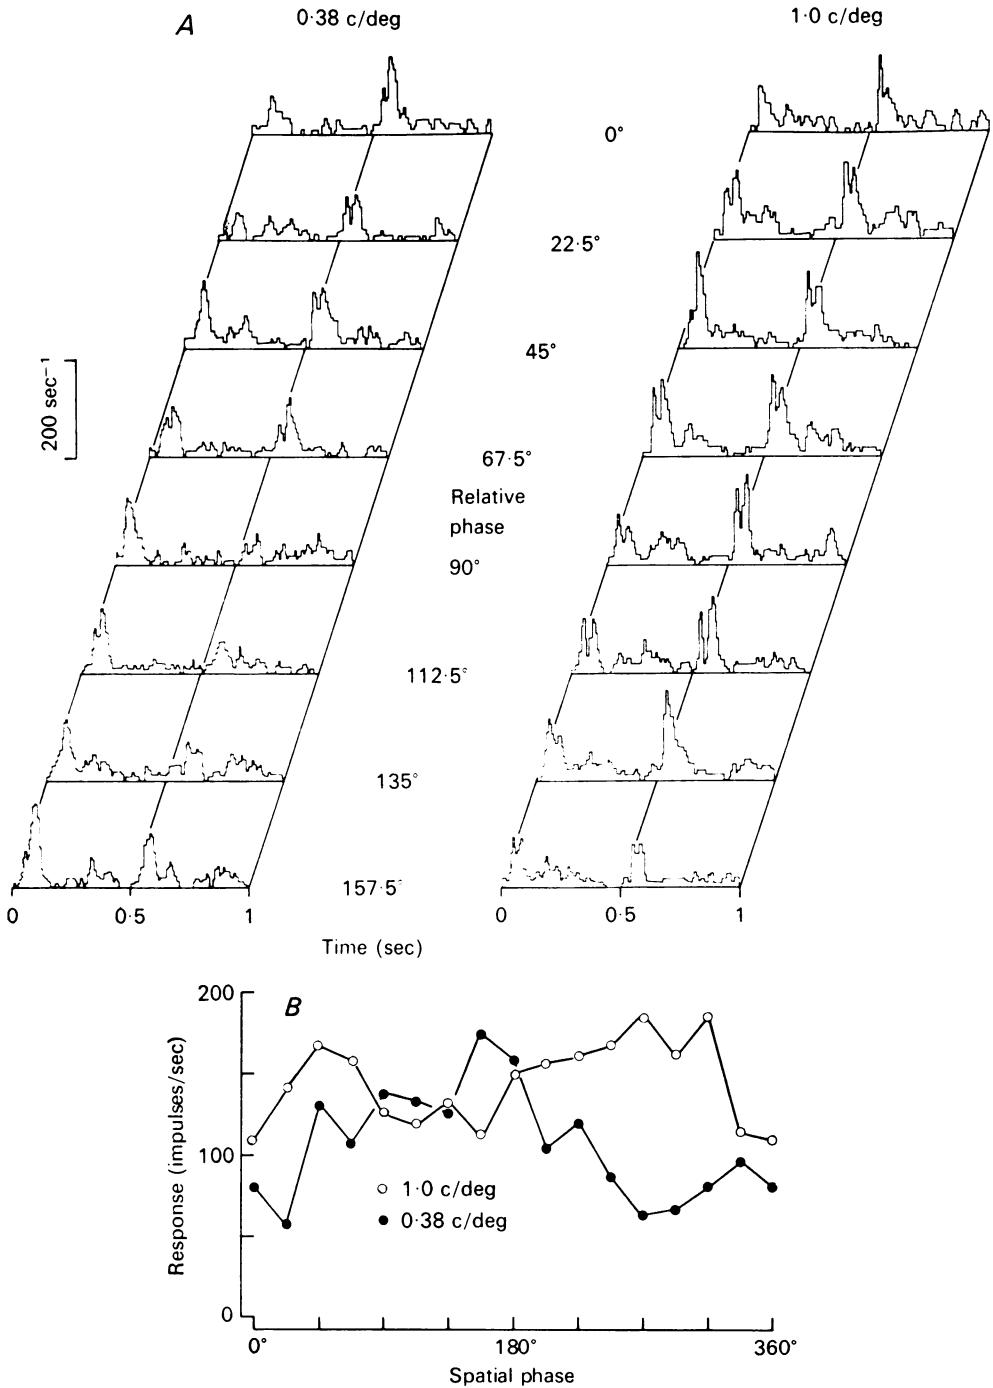 A
0·38 c/deg
1·0 c/deg
0°
22·5°
45°
200 sec⁻¹
67·5°
Relative
phase
90°
112·5°
135°
157·5°
0 0·5 1
0 0·5 1
Time (sec)
B
200
100
0
Response (impulses/sec)
1·0 c/deg
0·38 c/deg
0° 180° 360°
Spatial phase